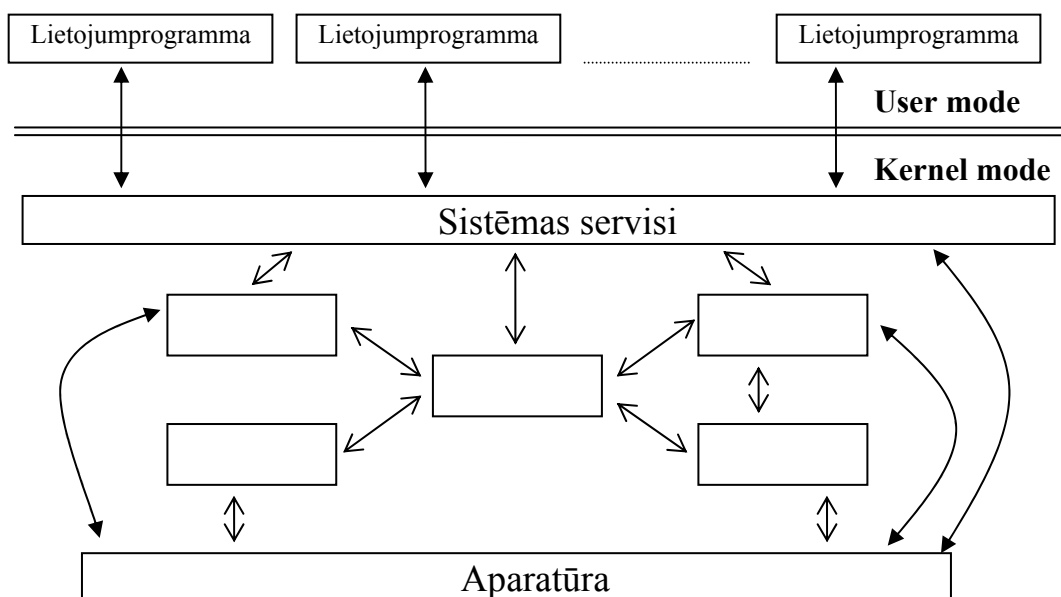 Lietojumprogramma
Lietojumprogramma
Lietojumprogramma
User mode
Kernel mode
Sistēmas servisi
Aparatūra